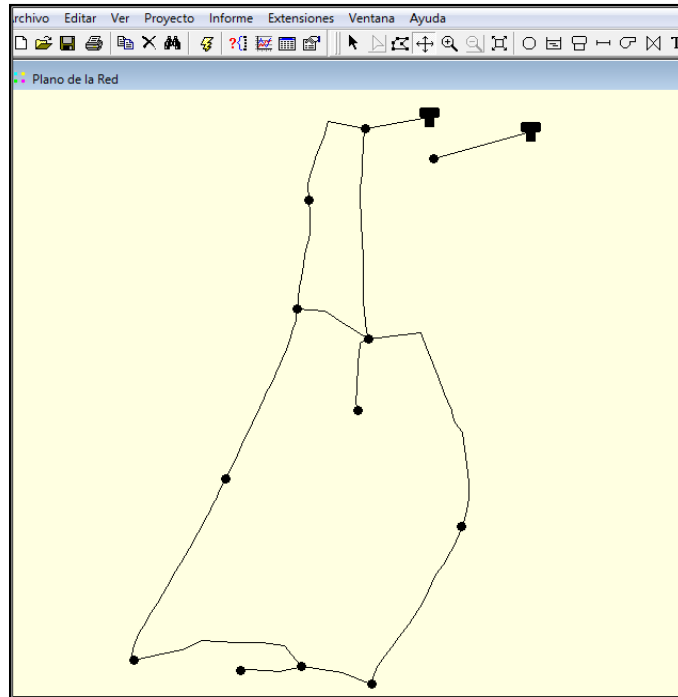 rchivo Editar Ver Proyecto Informe Extensiones Ventana Ayuda
T
Plano de la Red